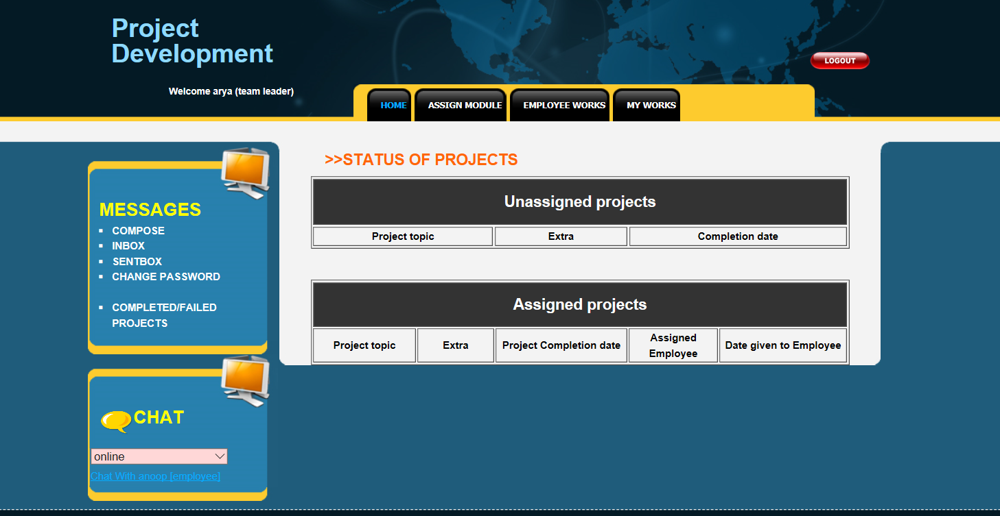 Project
Development
LOGOUT
Welcome arya (team leader)
HOME ASSIGN MODULE EMPLOYEE WORKS MY WORKS
MESSAGES
COMPOSE
INBOX
SENTBOX
CHANGE PASSWORD
COMPLETED/FAILED
PROJECTS
CHAT
online
Chat With anoop [employee]
>>STATUS OF PROJECTS
Unassigned projects
Project topic Extra Completion date
Assigned projects
Project topic Extra Project Completion date Assigned Employee Date given to Employee